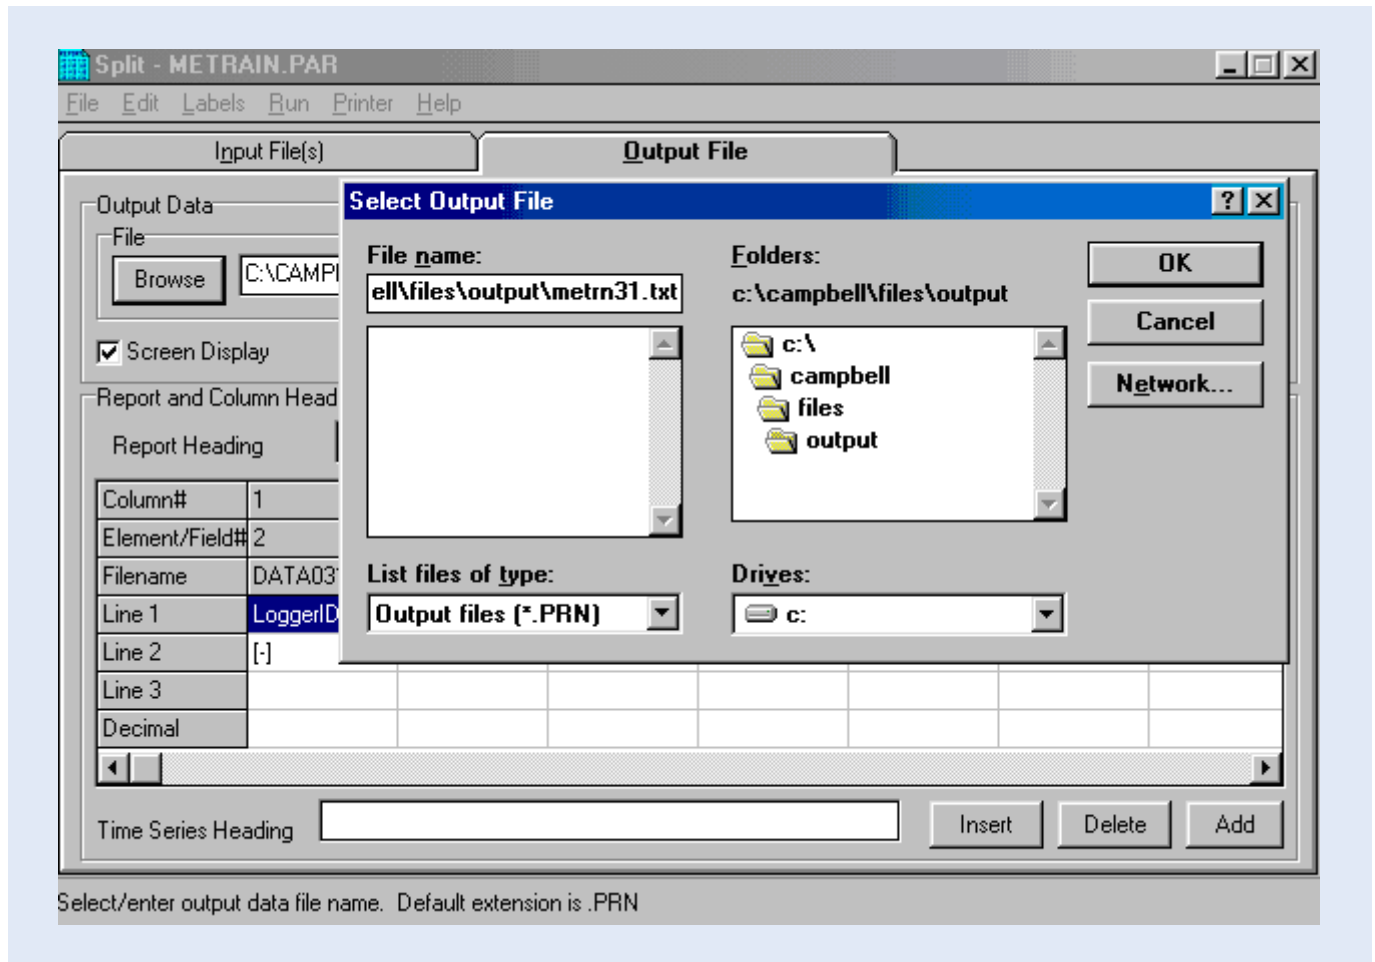 Split - METRAIN.PAR
File Edit Labels Run Printer Help
Input File(s)
Output File
Output Data
File
Browse
C:\CAMP
Screen Display
Report and Column Head
Report Heading
Column# 1
Element/Field# 2
Filename DATA03
Line 1 LoggerID
Line 2 [-]
Line 3
Decimal
Time Series Heading
Insert Delete Add
Select/enter output data file name. Default extension is .PRN
Select Output File
File name:
ell\files\output\metrn31.txt
List files of type:
Output files (*.PRN)
Folders:
c:\campbell\files\output
c:\
campbell
files
output
Drives:
c:
OK
Cancel
Network...